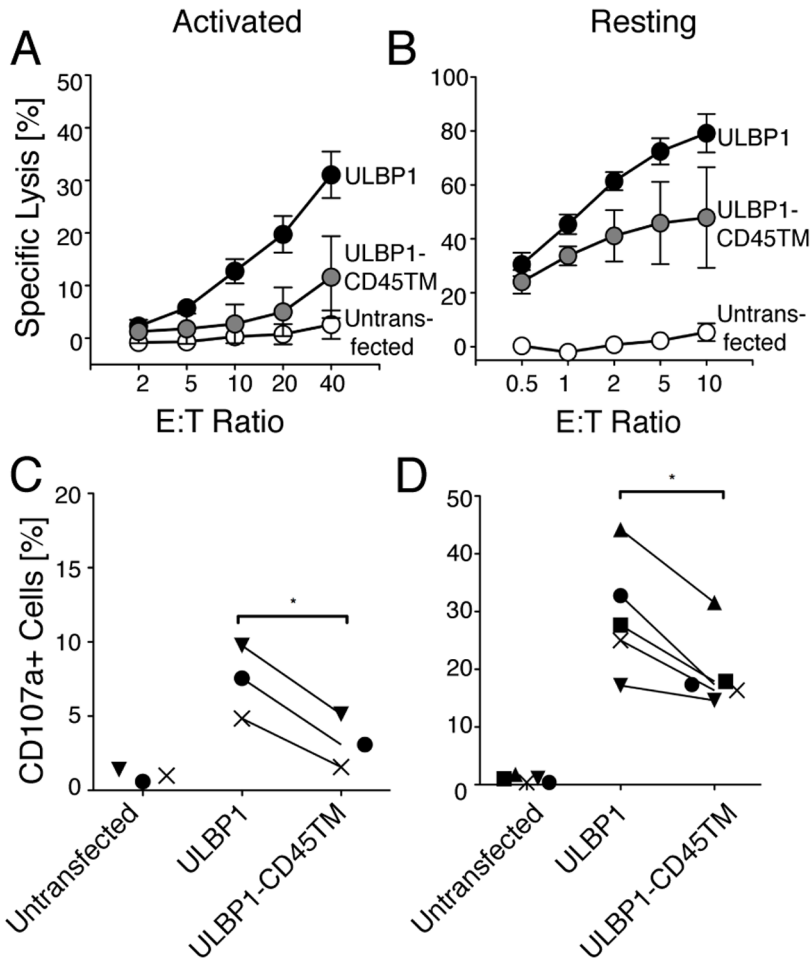 Activated
Resting
A
B
Specific Lysis [%]
50
40
30
20
10
0
ULBP1
ULBP1-
CD45TM
Untrans-
fected
2 5 10 20 40
E:T Ratio
100
80
60
40
20
0
ULBP1
ULBP1-
CD45TM
Untrans-
fected
0.5 1 2 5 10
E:T Ratio
C
D
CD107a+ Cells [%]
20
15
10
5
0
*
Untransfected
ULBP1
ULBP1-CD45TM
50
40
30
20
10
0
*
Untransfected
ULBP1
ULBP1-CD45TM